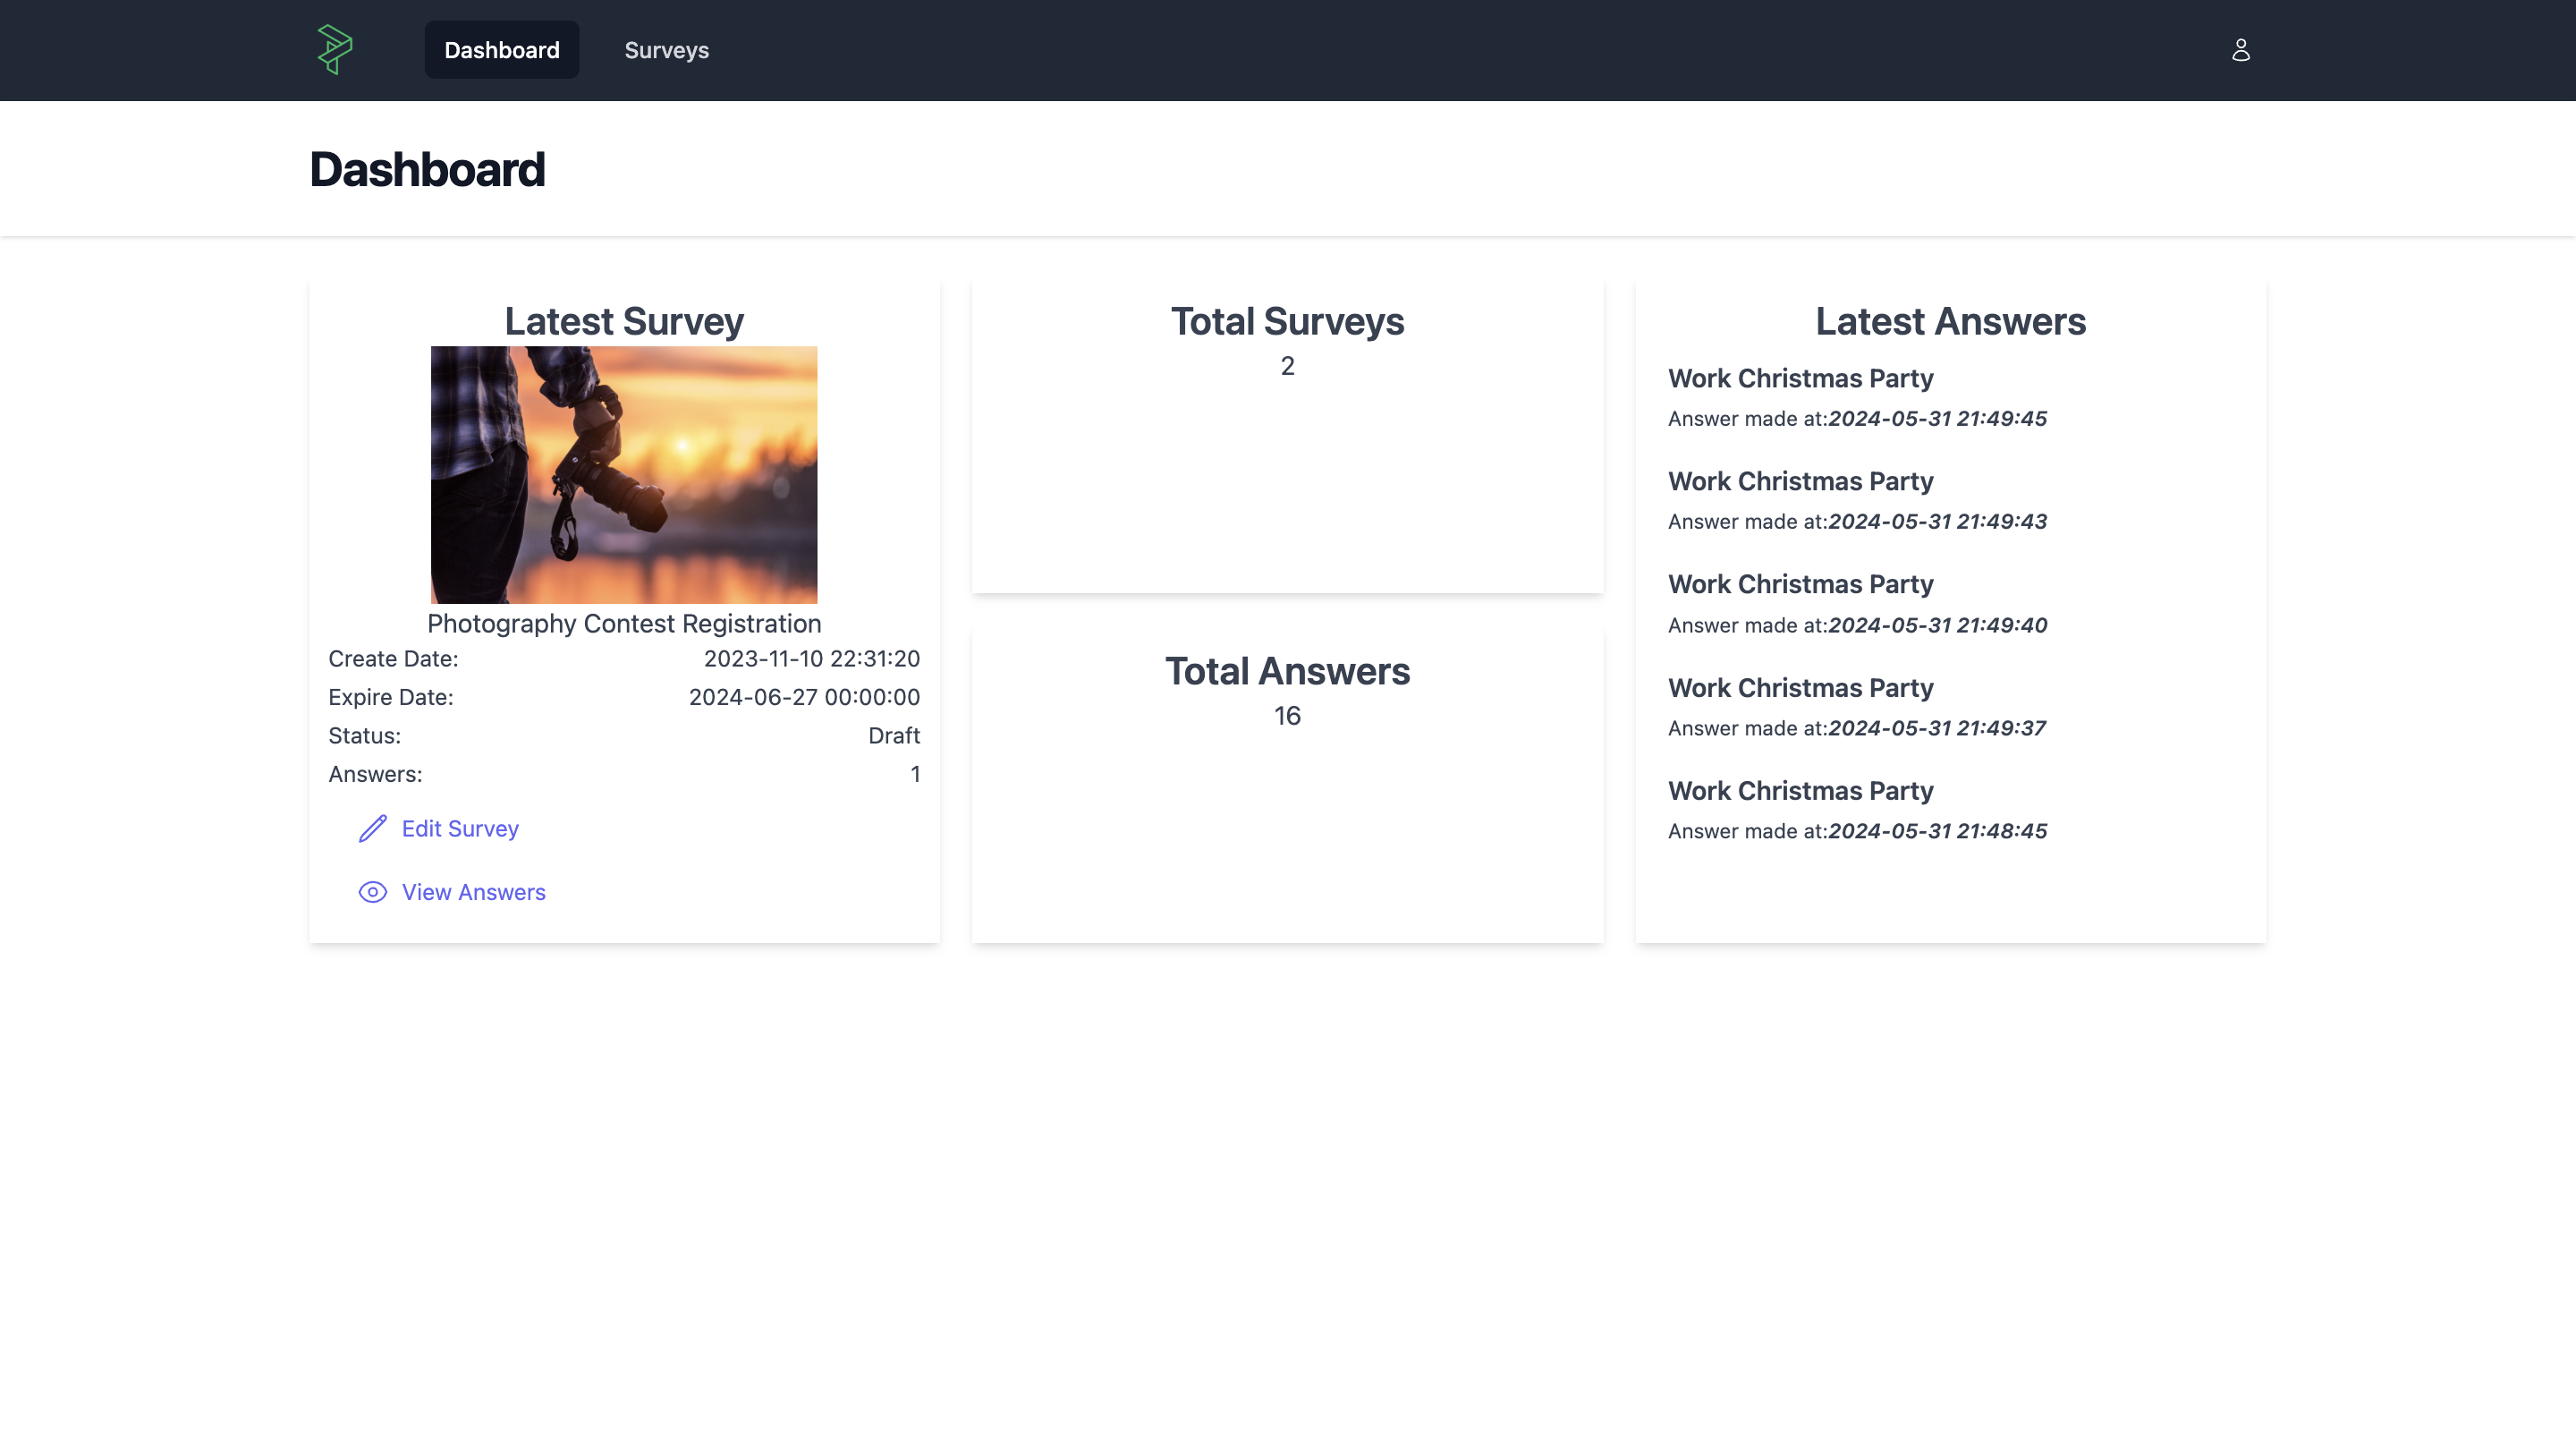 Dashboard
Surveys
Dashboard
Latest Survey
Photography Contest Registration
Create Date: 2023-11-10 22:31:20
Expire Date: 2024-06-27 00:00:00
Status: Draft
Answers: 1
Edit Survey
View Answers
Total Surveys
2
Total Answers
16
Latest Answers
Work Christmas Party
Answer made at:2024-05-31 21:49:45
Work Christmas Party
Answer made at:2024-05-31 21:49:43
Work Christmas Party
Answer made at:2024-05-31 21:49:40
Work Christmas Party
Answer made at:2024-05-31 21:49:37
Work Christmas Party
Answer made at:2024-05-31 21:48:45